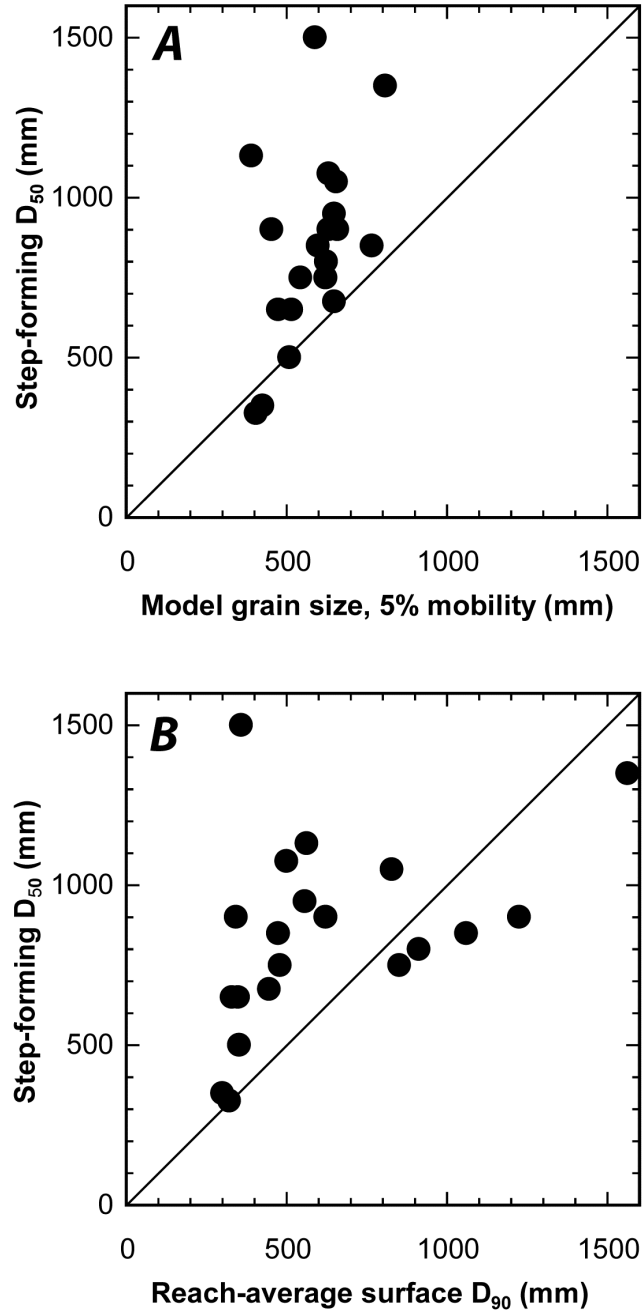 A
1500
1000
500
0
Step-forming D50 (mm)
0 500 1000 1500
Model grain size, 5% mobility (mm)
B
1500
1000
500
0
Step-forming D50 (mm)
0 500 1000 1500
Reach-average surface D90 (mm)